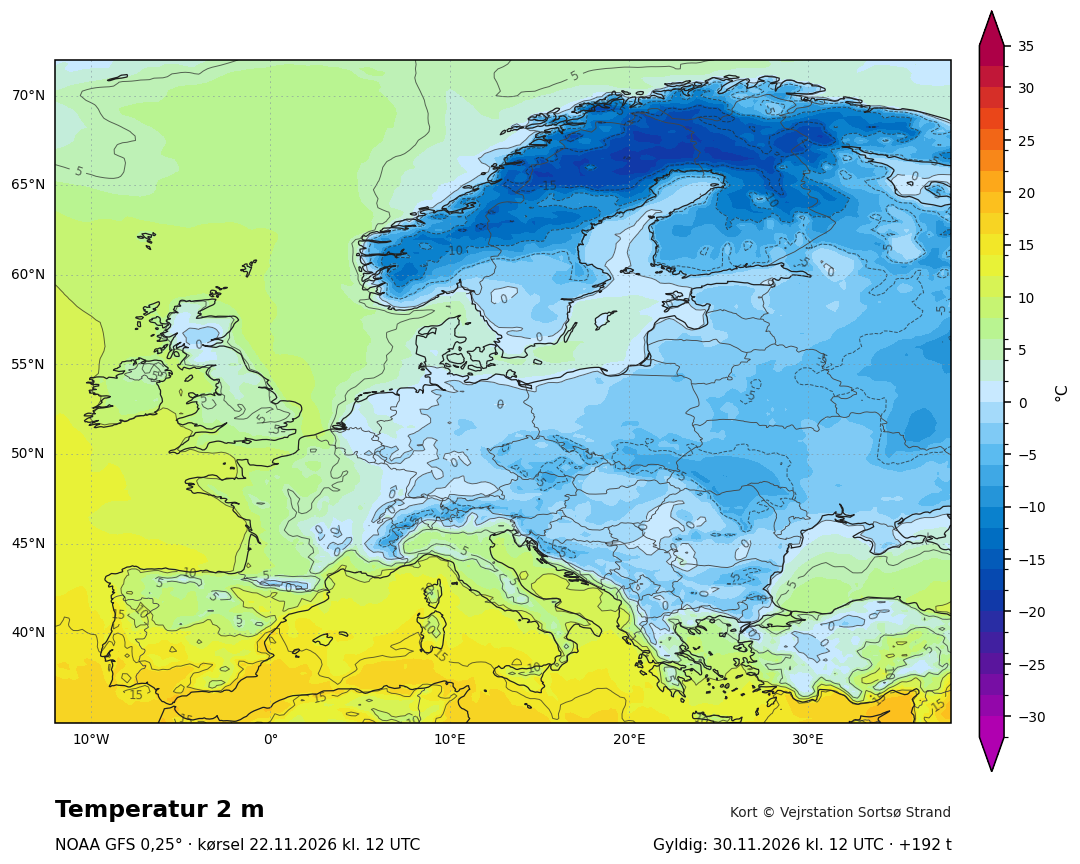 70°N
65°N
60°N
55°N
50°N
45°N
40°N
10°W 0° 10°E 20°E 30°E
35
30
25
20
15
10
5
0
−5
−10
−15
−20
−25
−30
°C
Temperatur 2 m
Kort © Vejrstation Sortsø Strand
NOAA GFS 0,25° · kørsel 22.11.2026 kl. 12 UTC
Gyldig: 30.11.2026 kl. 12 UTC · +192 t